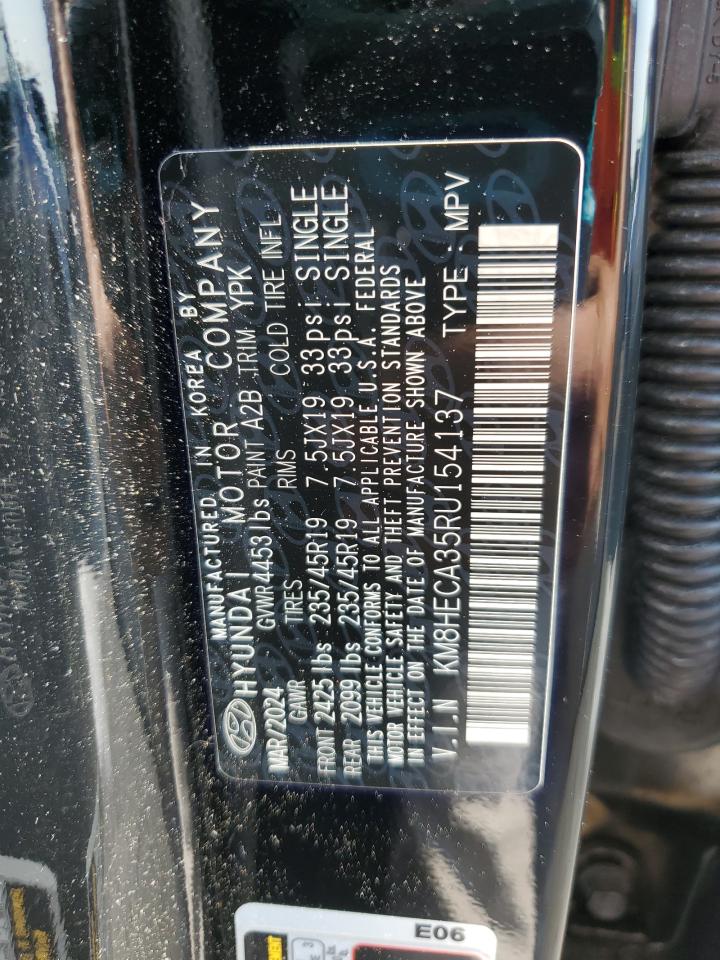 MANUFACTURED IN KOREA BY
HYUNDAI MOTOR COMPANY
MAR/2024 GVWR 4453 lbs PAINT A2B TRIM YPK
GAWR TIRES RMS COLD TIRE INFL
FRONT 2425 lbs 235/45R19 7.5JX19 33psi SINGLE
REAR 2099 lbs 235/45R19 7.5JX19 33 psi SINGLE
THIS VEHICLE CONFORMS TO ALL APPLICABLE U.S.A. FEDERAL
MOTOR VEHICLE SAFETY AND THEFT PREVENTION STANDARDS
IN EFFECT ON THE DATE OF MANUFACTURE SHOWN ABOVE
V.I.N KM8HECA35RU154137 TYPE : MPV
E06